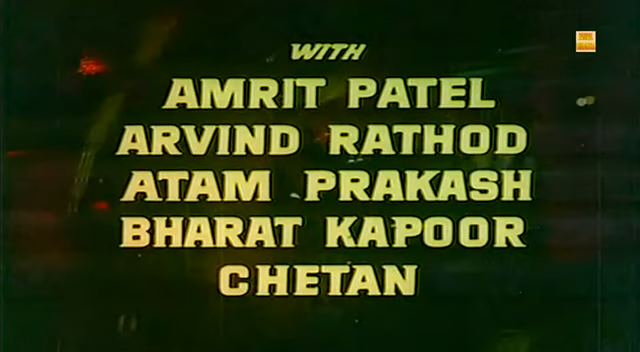 WITH
AMRIT PATEL
ARVIND RATHOD
ATAM PRAKASH
BHARAT KAPOOR
CHETAN